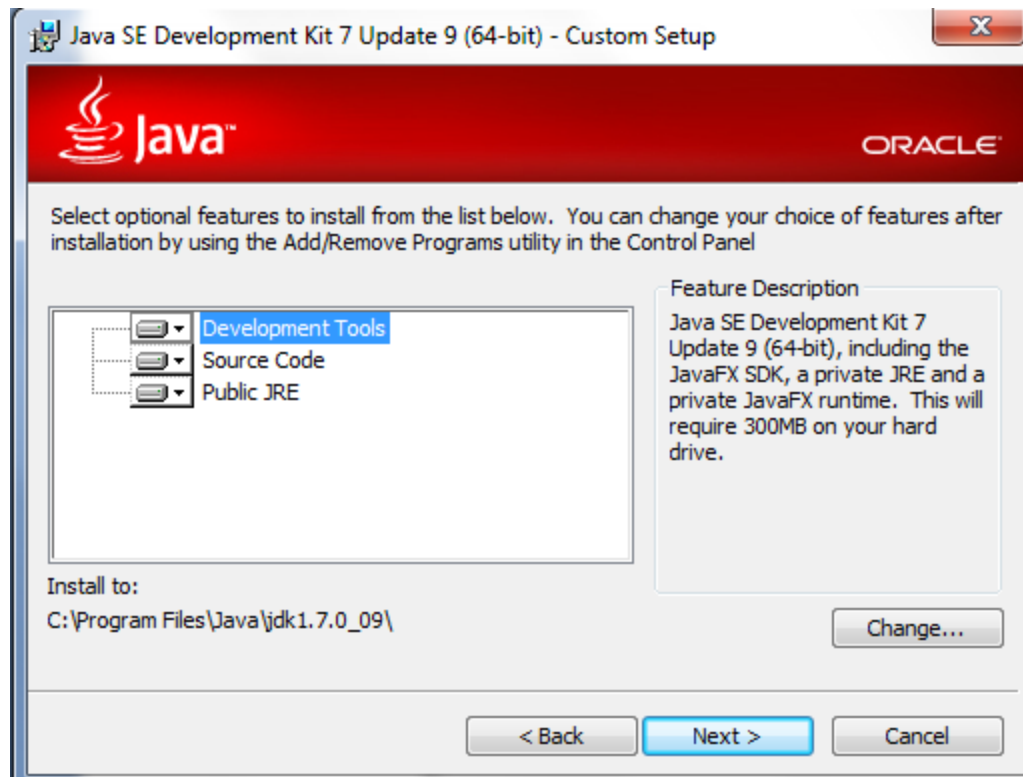 Java SE Development Kit 7 Update 9 (64-bit) - Custom Setup
Java™
ORACLE®
Select optional features to install from the list below.  You can change your choice of features after
installation by using the Add/Remove Programs utility in the Control Panel
Development Tools
Source Code
Public JRE
Feature Description
Java SE Development Kit 7
Update 9 (64-bit), including the
JavaFX SDK, a private JRE and a
private JavaFX runtime.  This will
require 300MB on your hard
drive.
Install to:
C:\Program Files\Java\jdk1.7.0_09\
Change...
< Back
Next >
Cancel